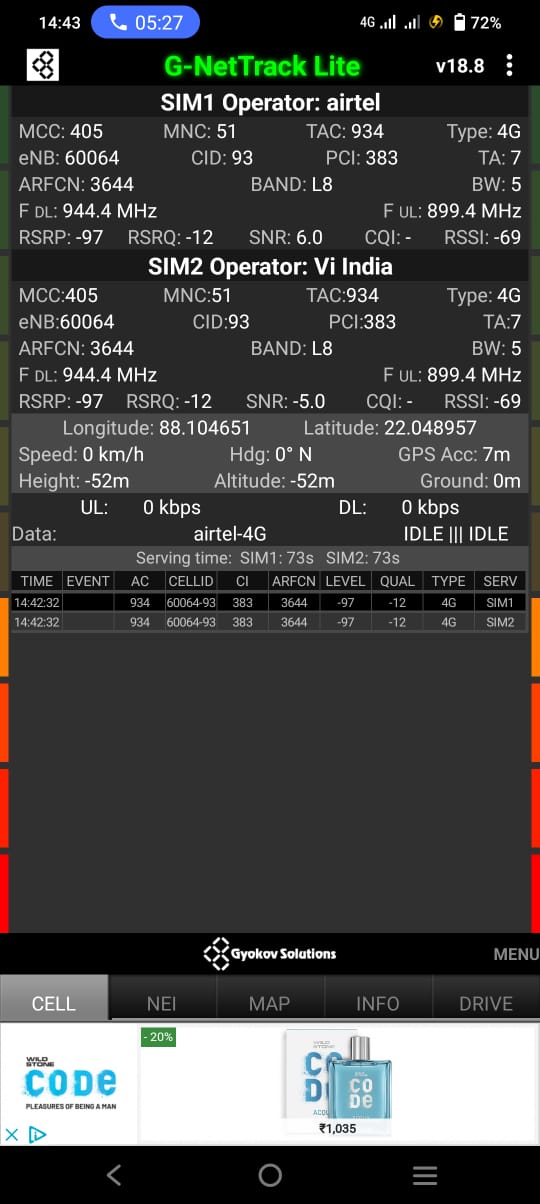 14:43 05:27 4G 72%
G-NetTrack Lite v18.8
SIM1 Operator: airtel
MCC: 405 MNC: 51 TAC: 934 Type: 4G
eNB: 60064 CID: 93 PCI: 383 TA: 7
ARFCN: 3644 BAND: L8 BW: 5
F DL: 944.4 MHz F UL: 899.4 MHz
RSRP: -97 RSRQ: -12 SNR: 6.0 CQI: - RSSI: -69
SIM2 Operator: Vi India
MCC:405 MNC:51 TAC:934 Type: 4G
eNB:60064 CID:93 PCI:383 TA:7
ARFCN: 3644 BAND: L8 BW: 5
F DL: 944.4 MHz F UL: 899.4 MHz
RSRP: -97 RSRQ: -12 SNR: -5.0 CQI: - RSSI: -69
Longitude: 88.104651 Latitude: 22.048957
Speed: 0 km/h Hdg: 0° N GPS Acc: 7m
Height: -52m Altitude: -52m Ground: 0m
UL: 0 kbps DL: 0 kbps
Data: airtel-4G IDLE ||| IDLE
Serving time: SIM1: 73s SIM2: 73s
TIME EVENT AC CELLID CI ARFCN LEVEL QUAL TYPE SERV
14:42:32 934 60064-93 383 3644 -97 -12 4G SIM1
14:42:32 934 60064-93 383 3644 -97 -12 4G SIM2
Gyokov Solutions MENU
CELL NEI MAP INFO DRIVE
WILD STONE
CODE
PLEASURES OF BEING A MAN
- 20%
WILD STONE
CO
DE
CO
DE
₹1,035